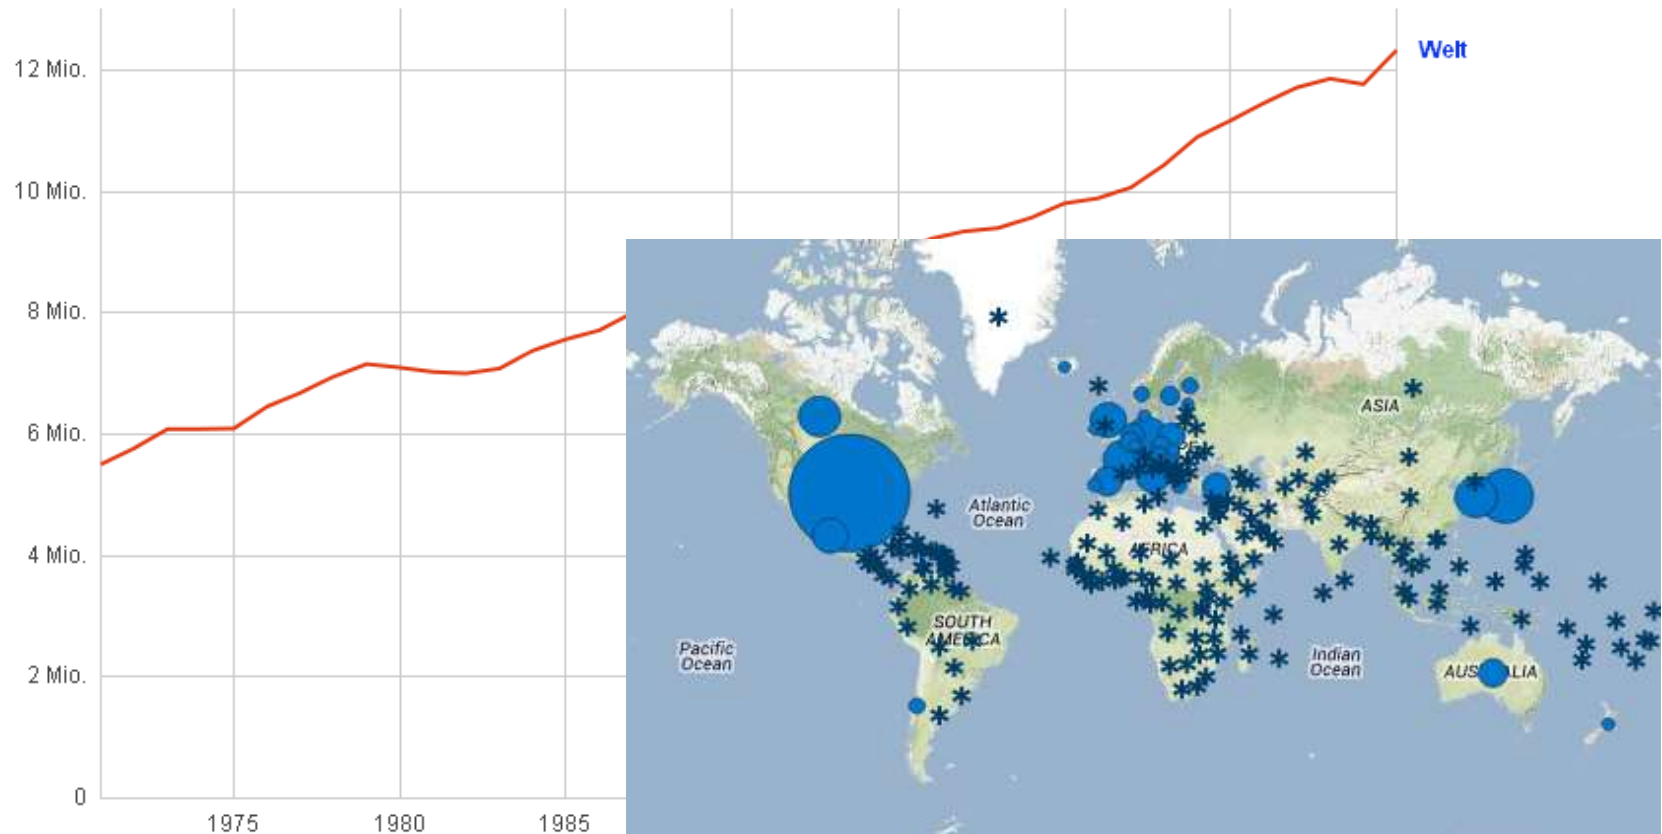 Welt
12 Mio.
10 Mio.
8 Mio.
6 Mio.
4 Mio.
2 Mio.
0
1975
1980
1985
ASIA
Atlantic
Ocean
AFRICA
SOUTH
AMERICA
Pacific
Ocean
Indian
Ocean
AUSTRALIA